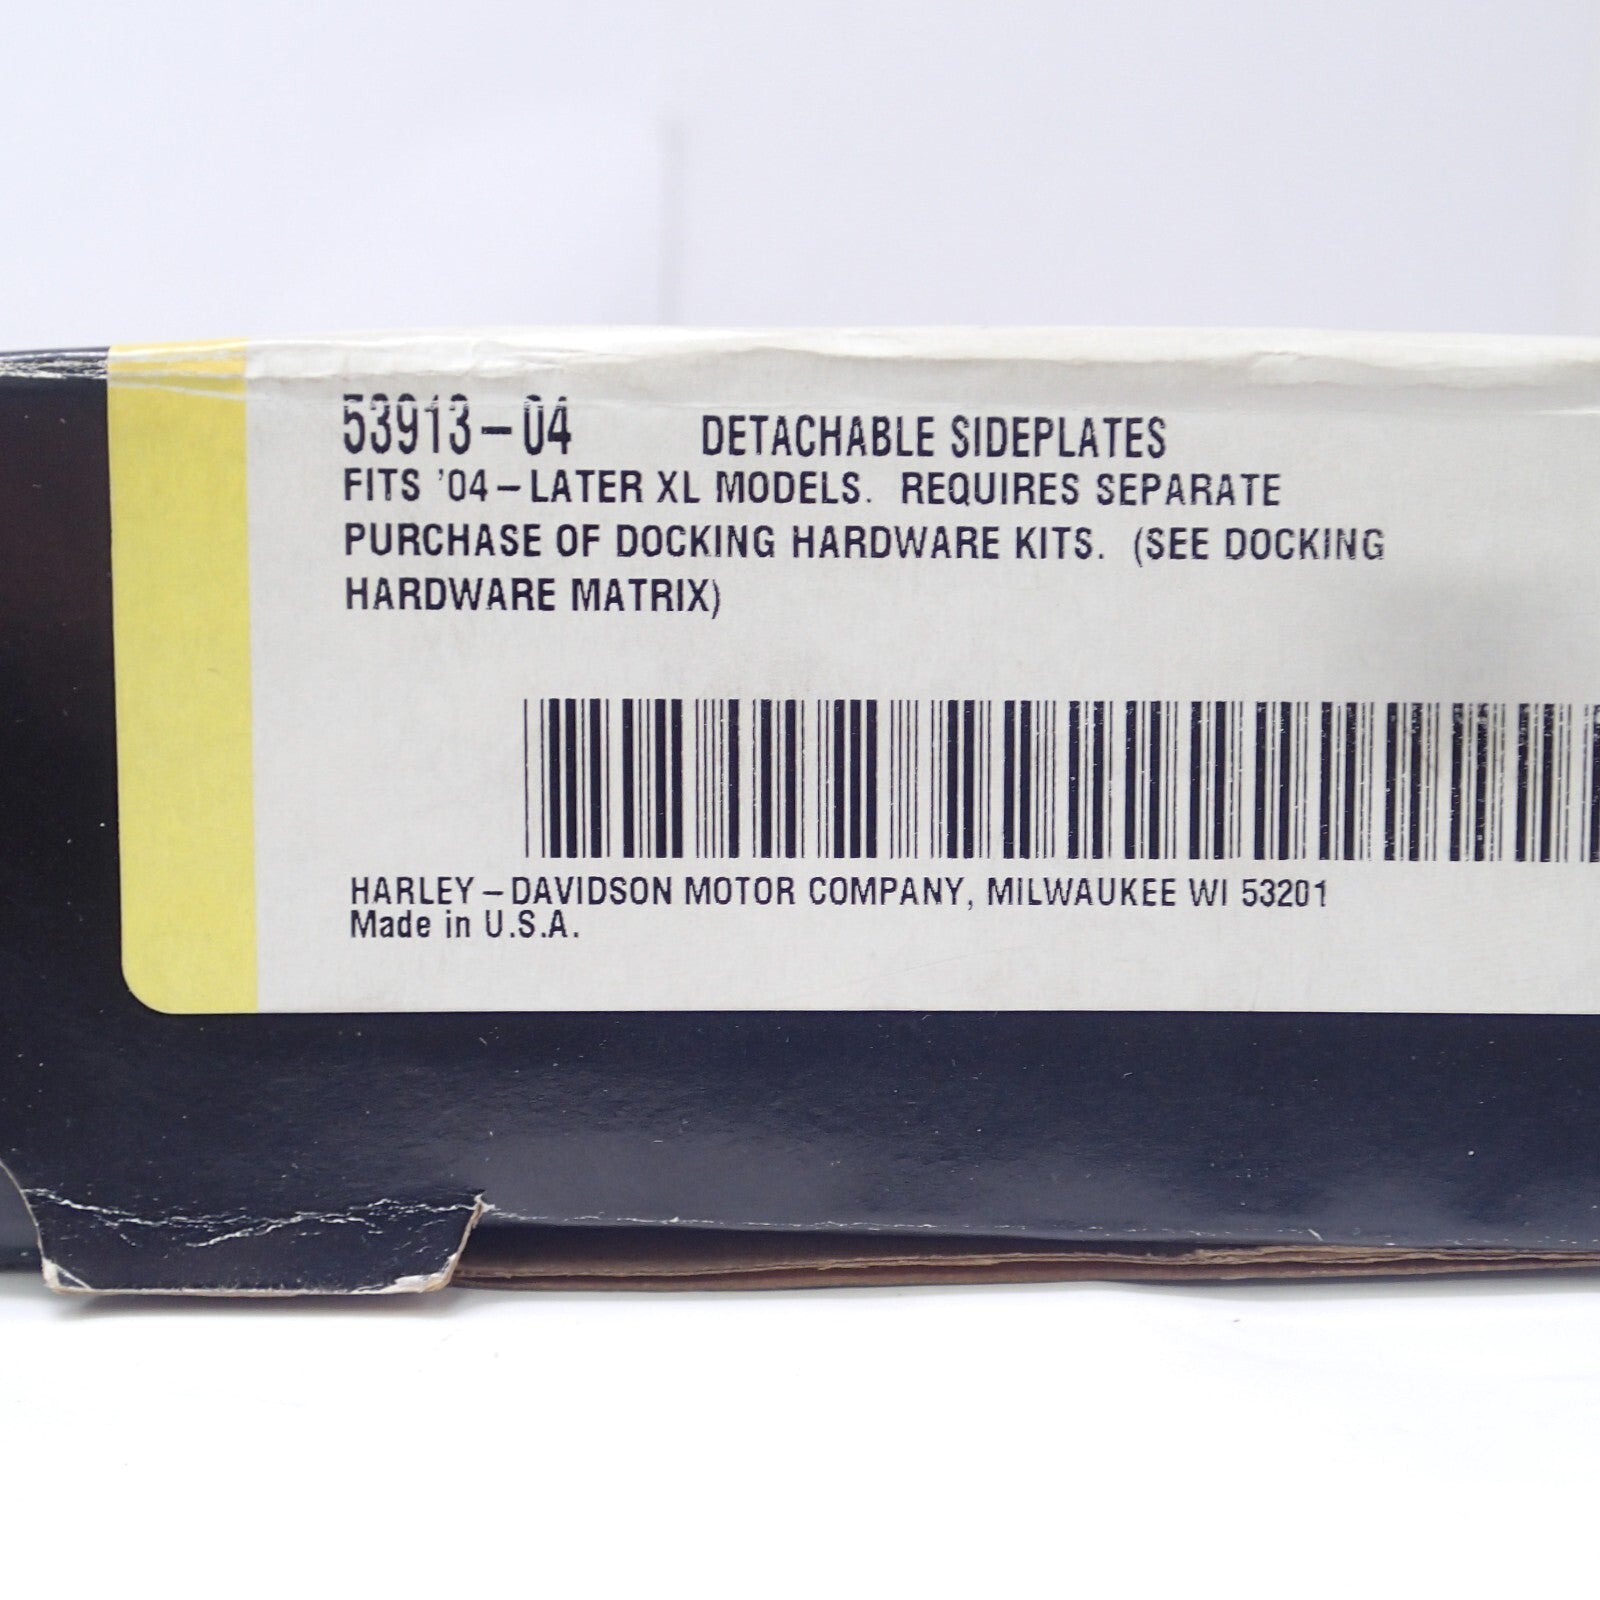 53913-04 DETACHABLE SIDEPLATES
FITS '04-LATER XL MODELS. REQUIRES SEPARATE
PURCHASE OF DOCKING HARDWARE KITS. (SEE DOCKING
HARDWARE MATRIX)
HARLEY-DAVIDSON MOTOR COMPANY, MILWAUKEE WI 53201
Made in U.S.A.